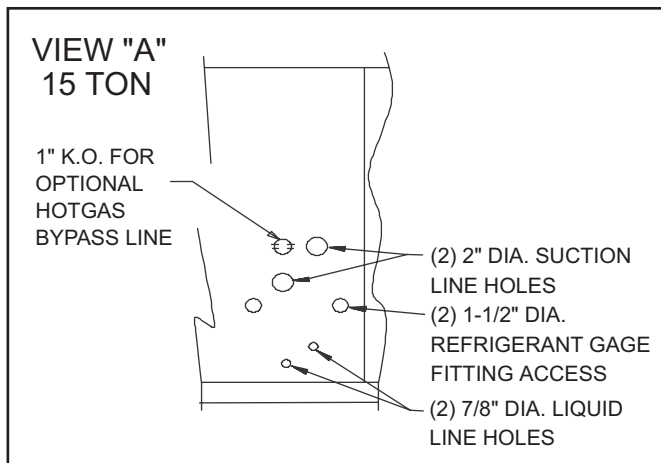 VIEW "A"
15 TON
1" K.O. FOR
OPTIONAL
HOTGAS
BYPASS LINE
(2) 2" DIA. SUCTION
LINE HOLES
(2) 1-1/2" DIA.
REFRIGERANT GAGE
FITTING ACCESS
(2) 7/8" DIA. LIQUID
LINE HOLES